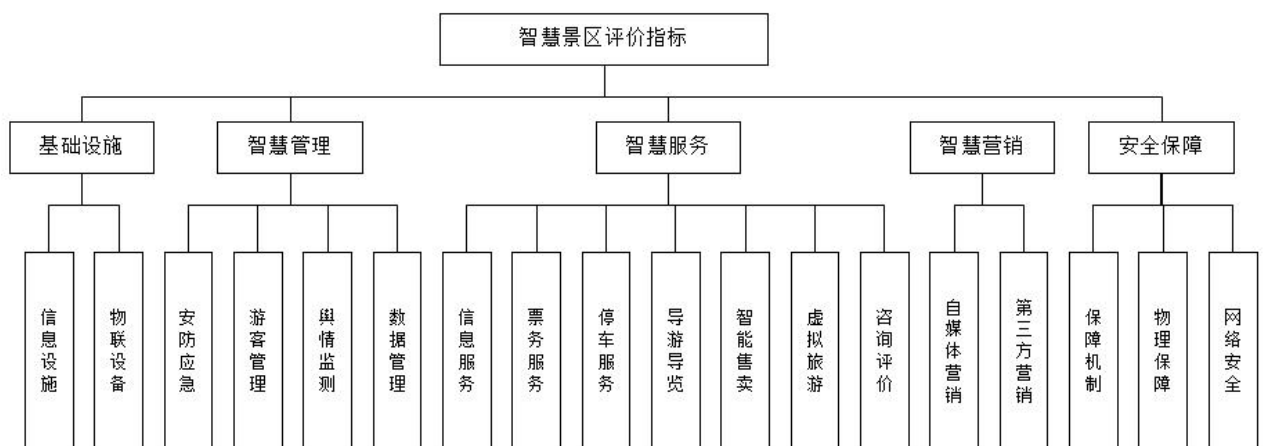 智慧景区评价指标
基础设施
智慧管理
智慧服务
智慧营销
安全保障
信息设施
物联设备
安防应急
游客管理
舆情监测
数据管理
信息服务
票务服务
停车服务
导游导览
智能售卖
虚拟旅游
咨询评价
自媒体营销
第三方营销
保障机制
物理保障
网络安全